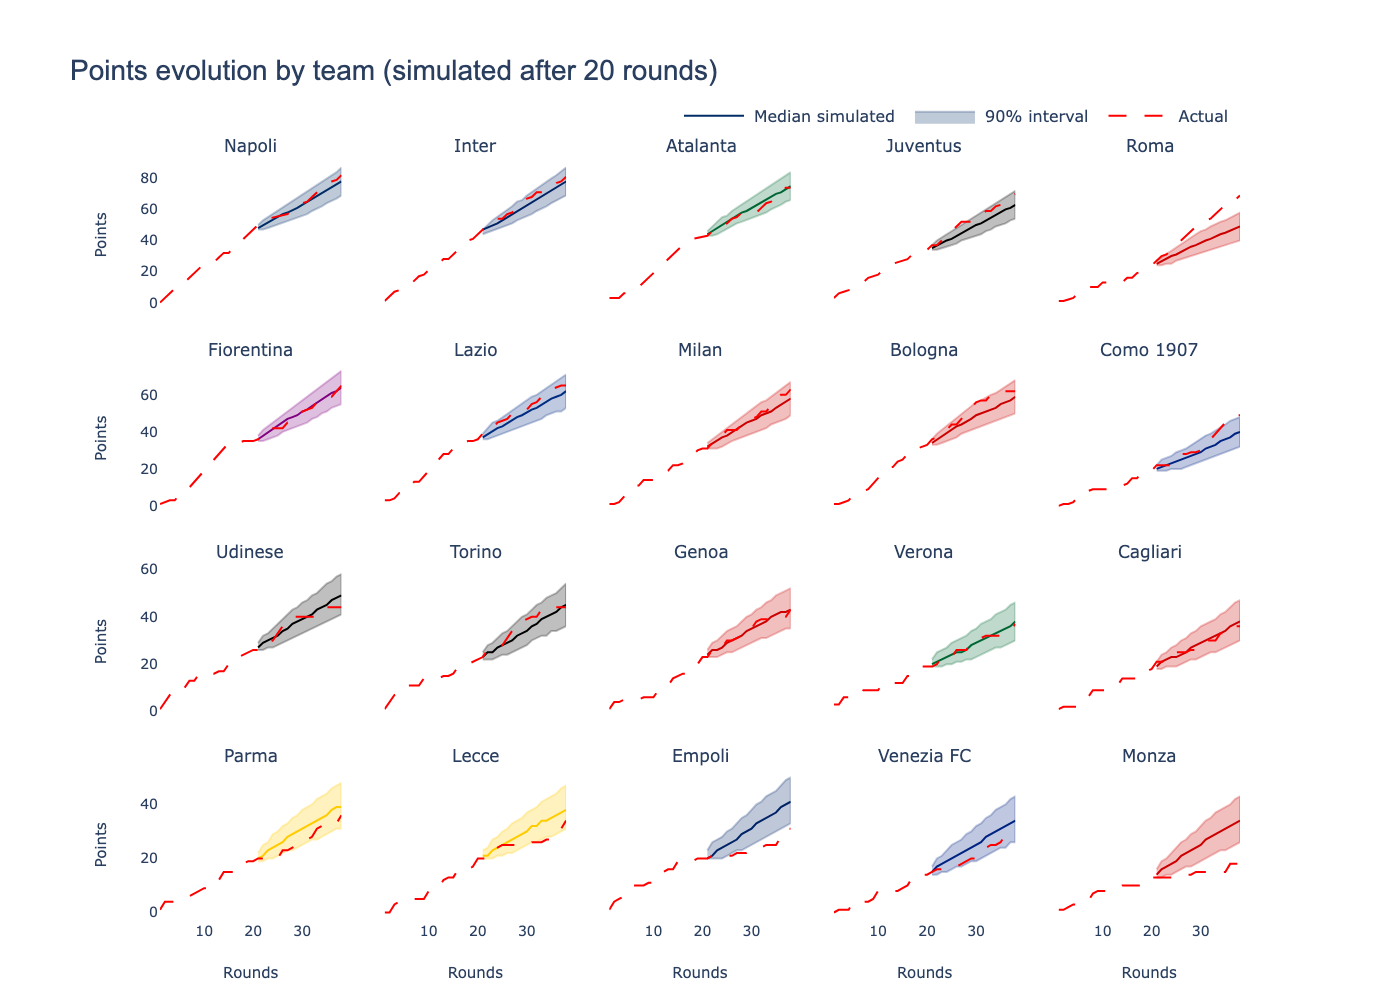 Points evolution by team (simulated after 20 rounds)
Median simulated 90% interval Actual
Napoli Inter Atalanta Juventus Roma
80
60
40
20
0
Points
Fiorentina Lazio Milan Bologna Como 1907
60
40
20
0
Points
Udinese Torino Genoa Verona Cagliari
60
40
20
0
Points
Parma Lecce Empoli Venezia FC Monza
40
20
0
Points
10 20 30 10 20 30 10 20 30 10 20 30 10 20 30
Rounds Rounds Rounds Rounds Rounds